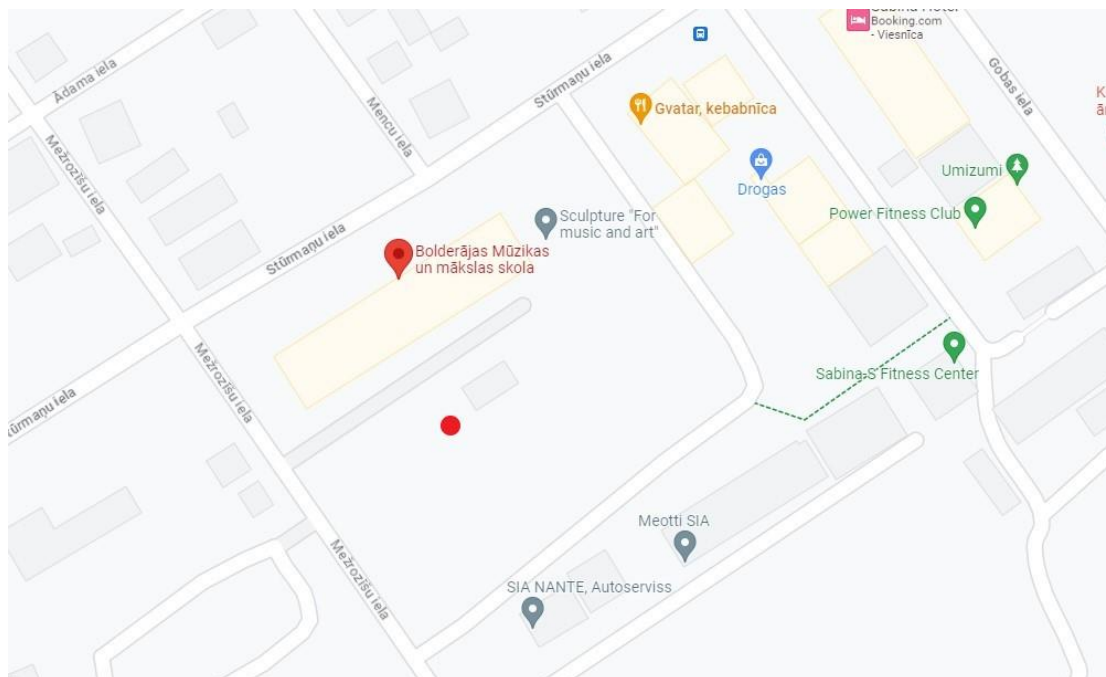 Booking.com
- Viesnīca
Ādama iela
Mencu iela
Stūrmaņu iela
Gobas iela
Gvatar, kebabnīca
Drogas
Umizumi
Power Fitness Club
Mežrozīšu iela
Sculpture "For
music and art"
Stūrmaņu iela
Bolderājas Mūzikas
un mākslas skola
Mežrozīšu iela
Sabina-S Fitness Center
Meotti SIA
Mežrozīšu iela
SIA NANTE, Autoserviss